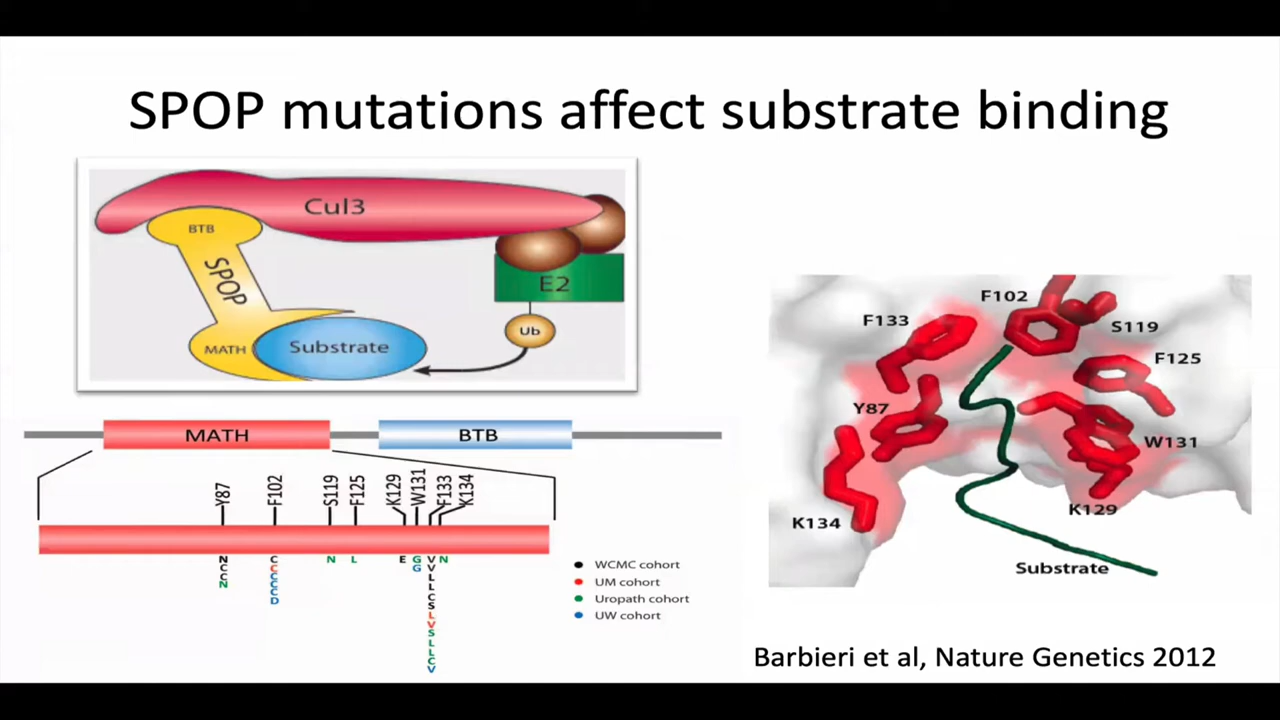 SPOP mutations affect substrate binding
Cul3
BTB
SPOP
E2
Ub
MATH
Substrate
MATH
BTB
Y87
F102
S119
F125
K129
W131
F133
K134
N
C
C
N
C
C
C
C
C
D
N
L
E
G
G
V
V
L
L
C
S
L
V
S
L
L
C
V
N
WCMC cohort
UM cohort
Uropath cohort
UW cohort
F102
F133
S119
F125
Y87
W131
K129
K134
Substrate
Barbieri et al, Nature Genetics 2012